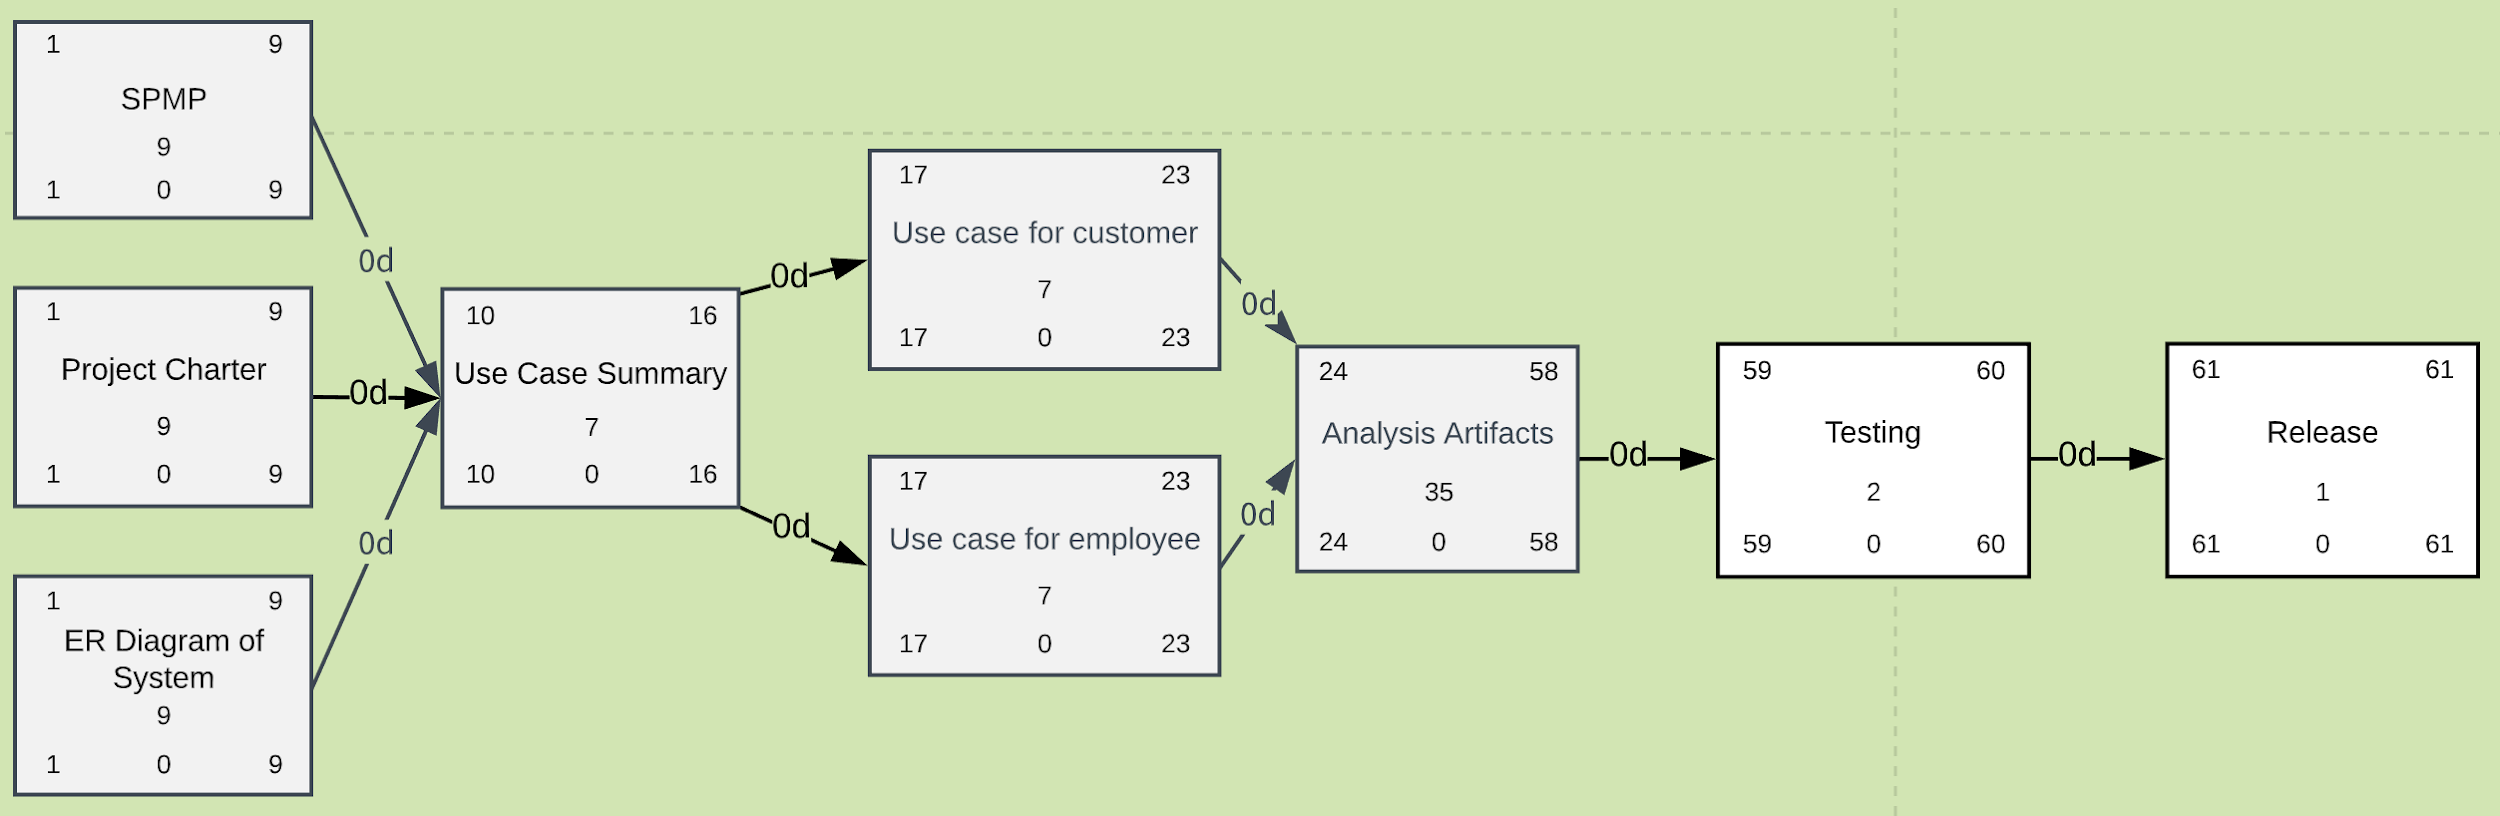 1 9
SPMP
9
1 0 9
0d
1 9
Project Charter
9
1 0 9
0d
1 9
ER Diagram of
System
9
1 0 9
0d
10 16
Use Case Summary
7
10 0 16
0d
0d
17 23
Use case for customer
7
17 0 23
0d
17 23
Use case for employee
7
17 0 23
0d
24 58
Analysis Artifacts
35
24 0 58
0d
59 60
Testing
2
59 0 60
0d
61 61
Release
1
61 0 61